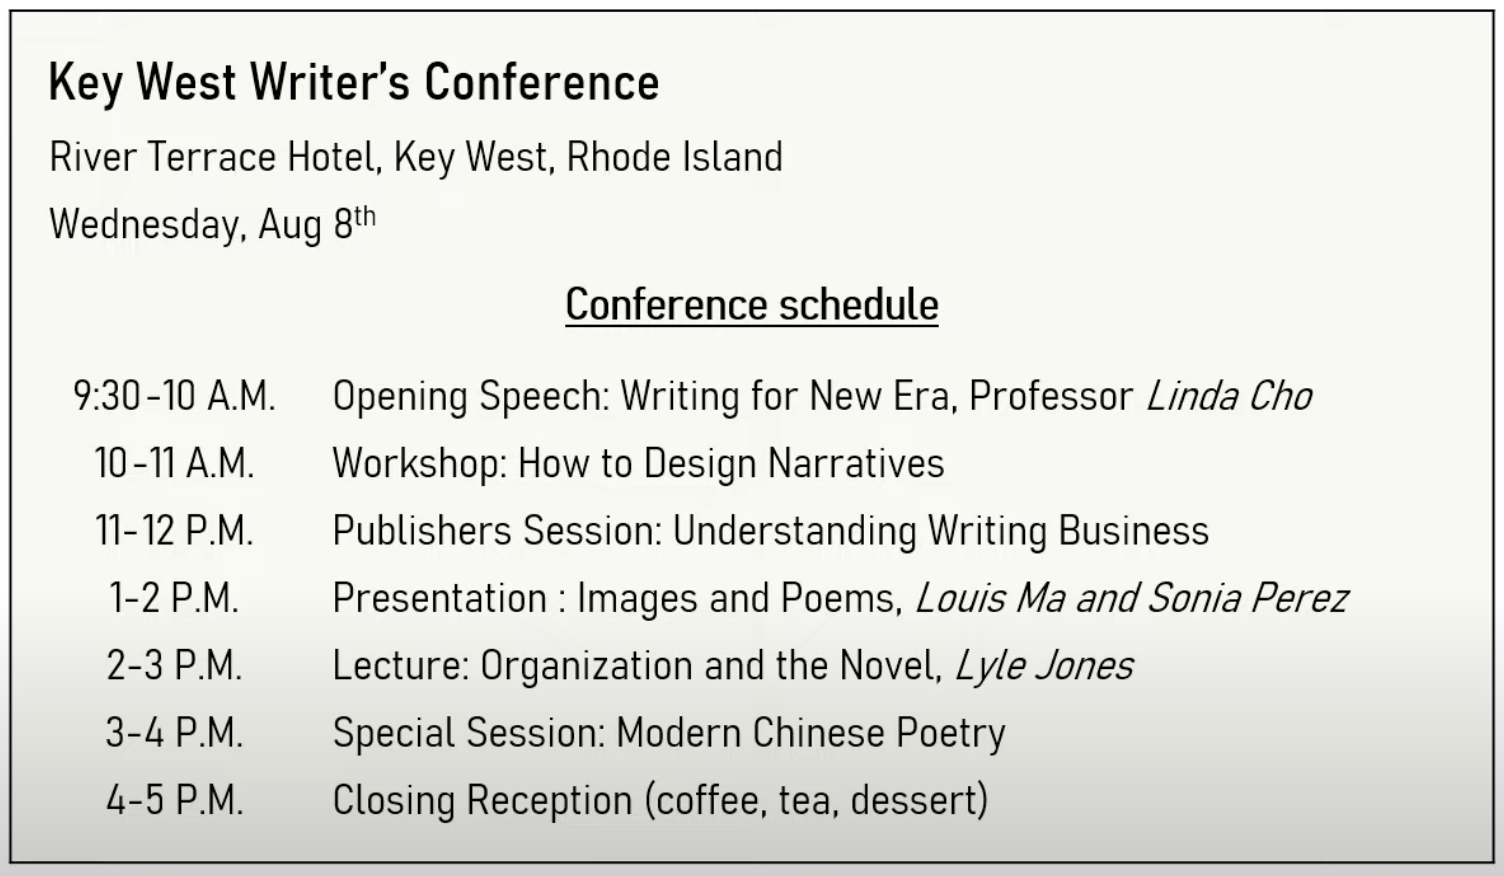 Key West Writer's Conference
River Terrace Hotel, Key West, Rhode Island
Wednesday, Aug 8th
Conference schedule
9:30-10 A.M. Opening Speech: Writing for New Era, Professor Linda Cho
10-11 A.M. Workshop: How to Design Narratives
11-12 P.M. Publishers Session: Understanding Writing Business
1-2 P.M. Presentation : Images and Poems, Louis Ma and Sonia Perez
2-3 P.M. Lecture: Organization and the Novel, Lyle Jones
3-4 P.M. Special Session: Modern Chinese Poetry
4-5 P.M. Closing Reception (coffee, tea, dessert)